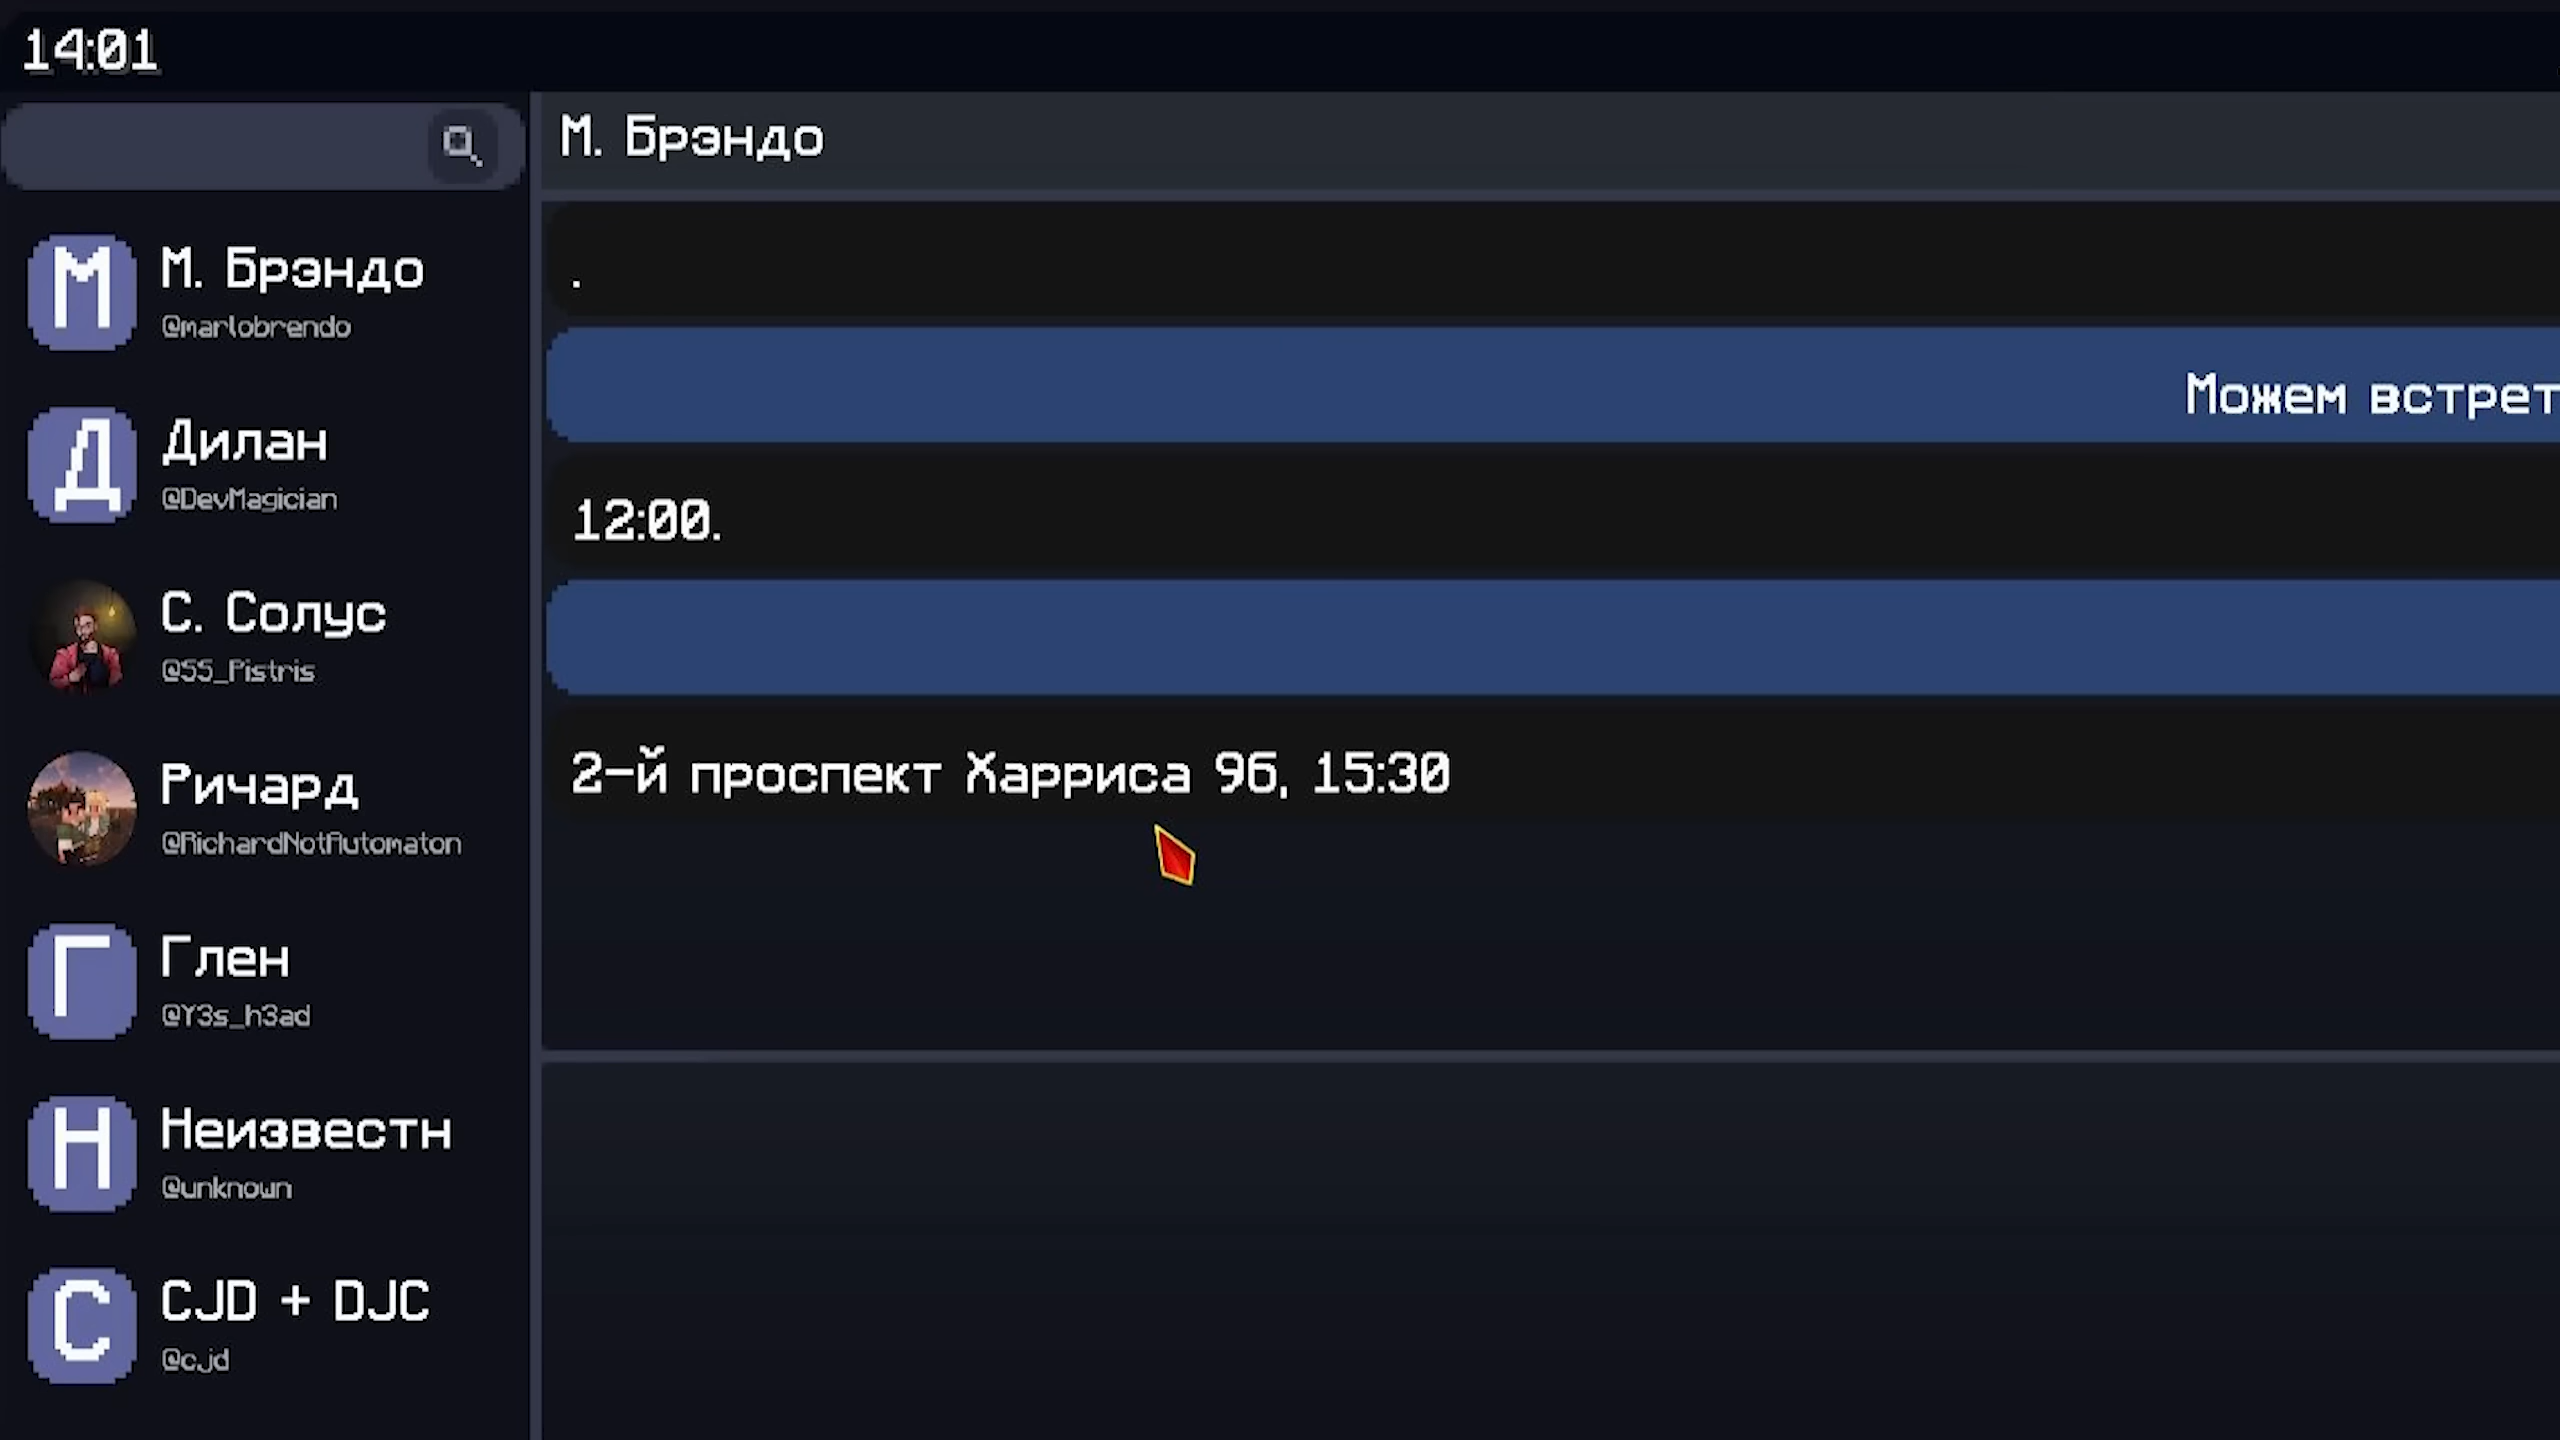 14:01
М. Брэндо
@marlobrendo
Дилан
@DevMagician
С. Солус
@55_Pistris
Ричард
@RichardNotAutomaton
Глен
@Y3s_h3ad
Неизвестн
@unknown
CJD + DJC
@cjd
М. Брэндо
.
Можем встрет
12:00.
2-й проспект Харриса 9б, 15:30